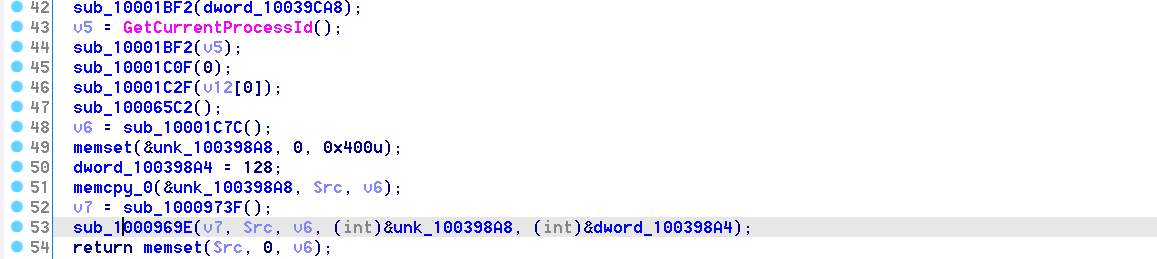 42 sub_10001BF2(dword_10039CA8);
43 v5 = GetCurrentProcessId();
44 sub_10001BF2(v5);
45 sub_10001C0F(0);
46 sub_10001C2F(v12[0]);
47 sub_100065C2();
48 v6 = sub_10001C7C();
49 memset(&unk_100398A8, 0, 0x400u);
50 dword_100398A4 = 128;
51 memcpy_0(&unk_100398A8, Src, v6);
52 v7 = sub_1000973F();
53 sub_1000969E(v7, Src, v6, (int)&unk_100398A8, (int)&dword_100398A4);
54 return memset(Src, 0, v6);